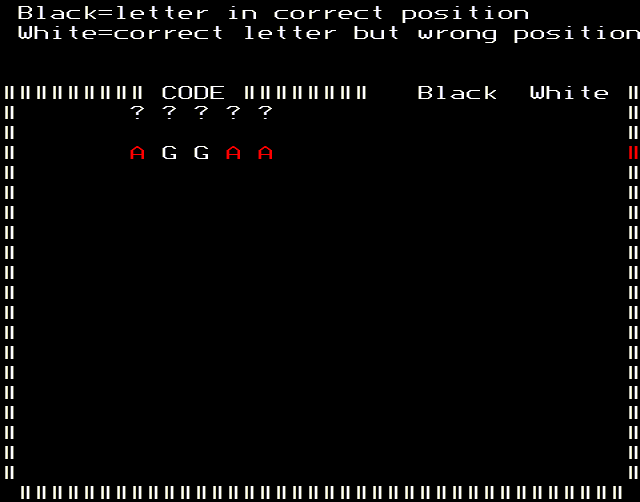 Black=letter in correct position
White=correct letter but wrong position
CODE Black White
? ? ? ? ?
A G G A A